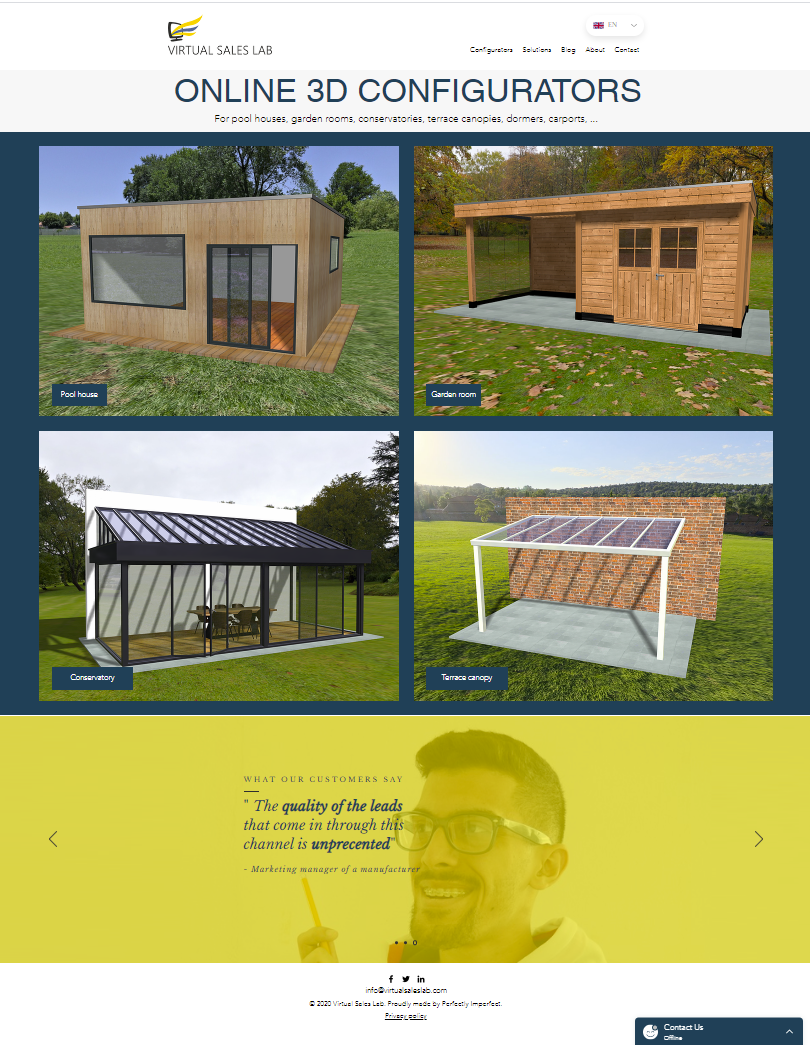 EN
VIRTUAL SALES LAB
Configurators Solutions Blog About Contact
ONLINE 3D CONFIGURATORS
For pool houses, garden rooms, conservatories, terrace canopies, dormers, carports, ...
Pool house
Garden room
Conservatory
Terrace canopy
WHAT OUR CUSTOMERS SAY
" The quality of the leads
that come in through this
channel is unprecented"
- Marketing manager of a manufacturer
info@virtualsaleslab.com
© 2020 Virtual Sales Lab. Proudly made by Perfectly Imperfect.
Privacy policy
Contact Us
Offline